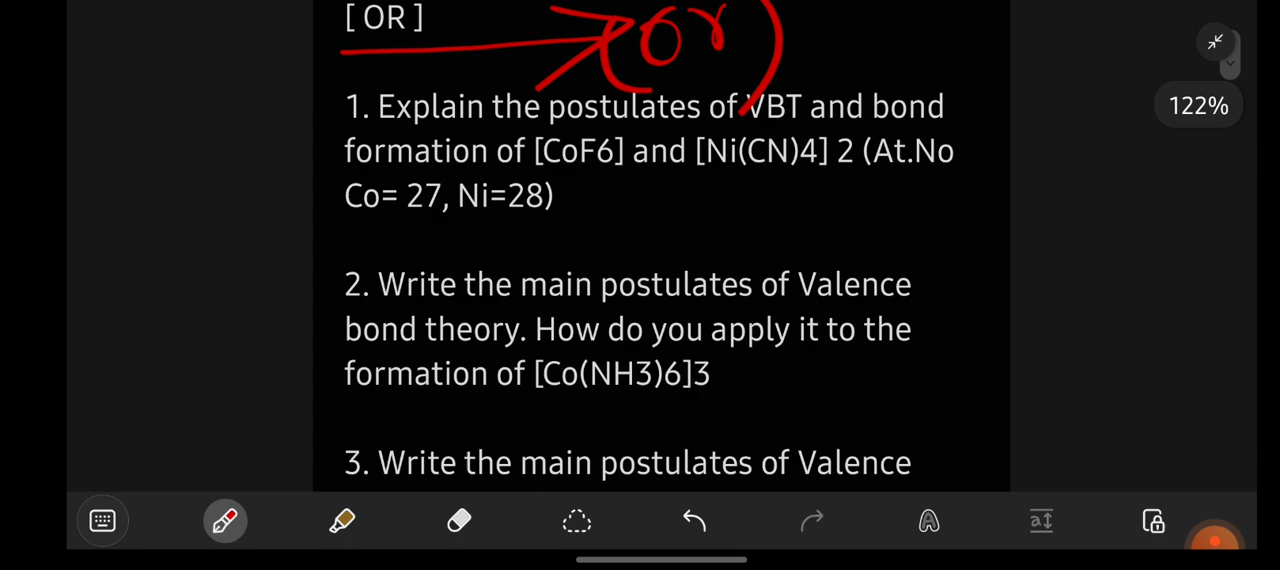 [ OR ]
(or)
1. Explain the postulates of VBT and bond
formation of [CoF6] and [Ni(CN)4] 2 (At.No
Co= 27, Ni=28)
2. Write the main postulates of Valence
bond theory. How do you apply it to the
formation of [Co(NH3)6]3
3. Write the main postulates of Valence
122%